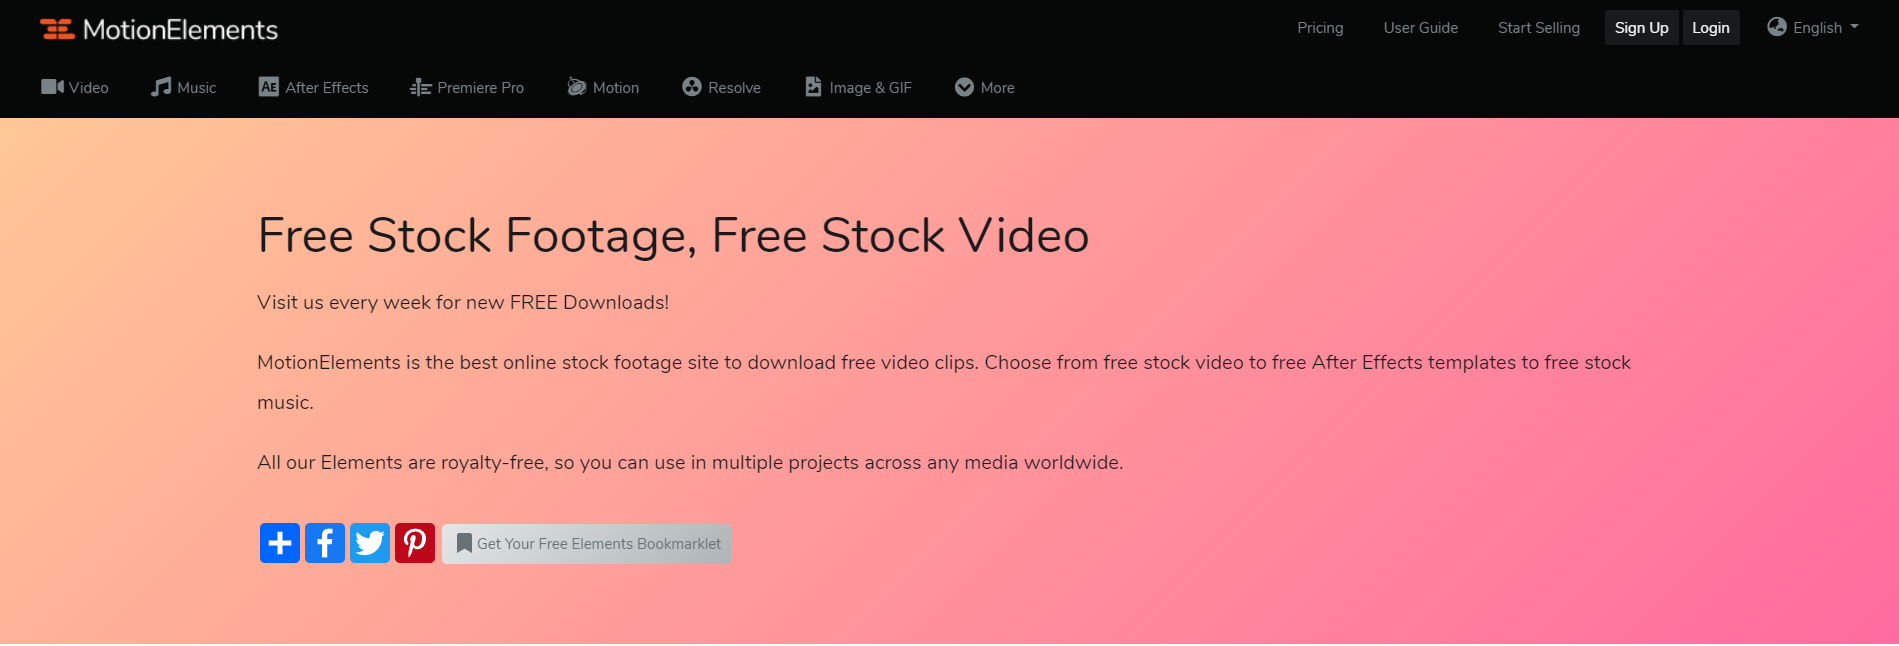 MotionElements
Pricing User Guide Start Selling Sign Up Login English
Video Music AE After Effects Premiere Pro Motion Resolve Image & GIF More
Free Stock Footage, Free Stock Video
Visit us every week for new FREE Downloads!
MotionElements is the best online stock footage site to download free video clips. Choose from free stock video to free After Effects templates to free stock
music.
All our Elements are royalty-free, so you can use in multiple projects across any media worldwide.
Get Your Free Elements Bookmarklet